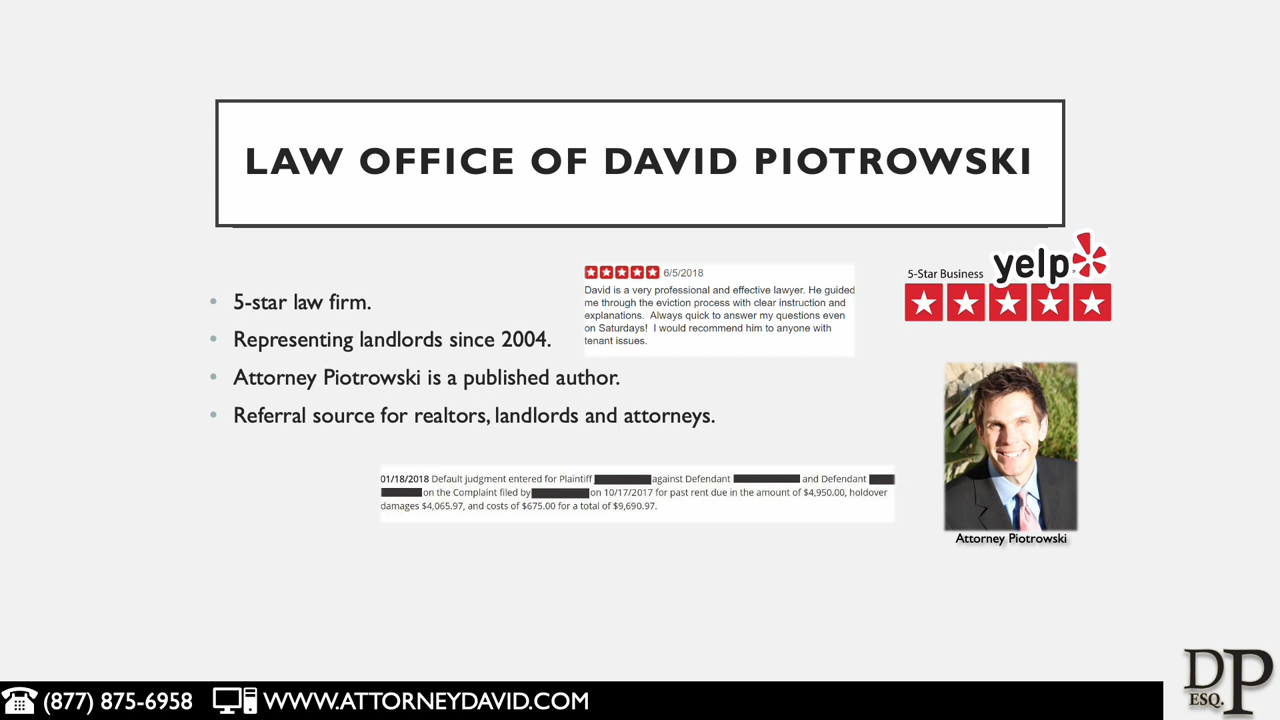 LAW OFFICE OF DAVID PIOTROWSKI
5-star law firm.
Representing landlords since 2004.
Attorney Piotrowski is a published author.
Referral source for realtors, landlords and attorneys.
6/5/2018
David is a very professional and effective lawyer. He guided
me through the eviction process with clear instruction and
explanations. Always quick to answer my questions even
on Saturdays! I would recommend him to anyone with
tenant issues.
5-Star Business yelp
01/18/2018 Default judgment entered for Plaintiff against Defendant and Defendant
on the Complaint filed by on 10/17/2017 for past rent due in the amount of $4,950.00, holdover
damages $4,065.97, and costs of $675.00 for a total of $9,690.97.
Attorney Piotrowski
(877) 875-6958 WWW.ATTORNEYDAVID.COM
DP
ESQ.